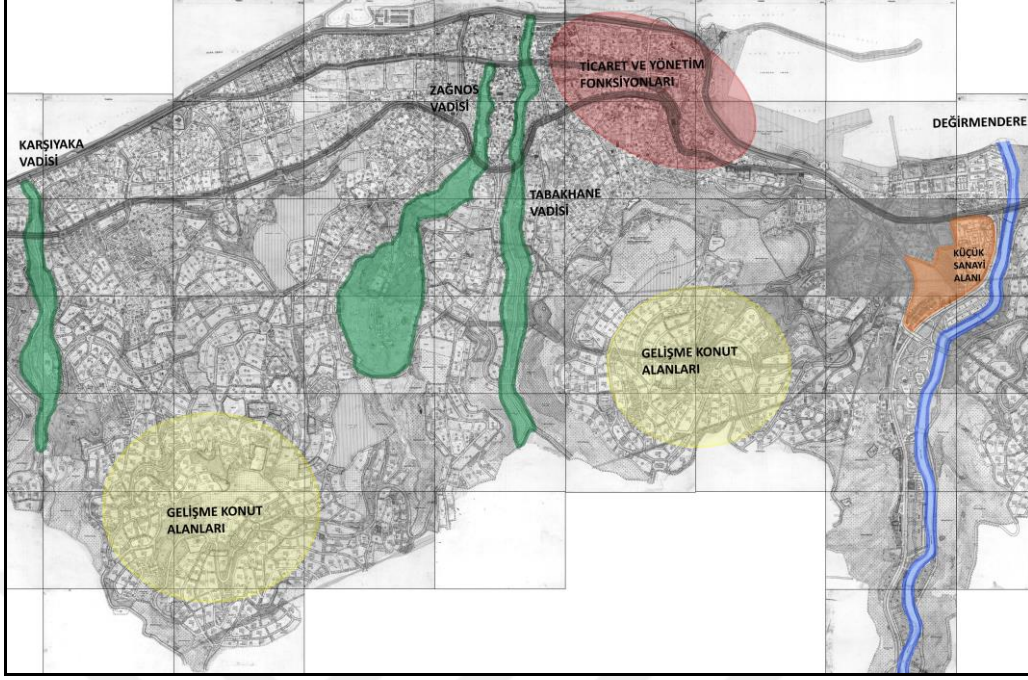 TİCARET VE YÖNETİM
FONKSİYONLARI
ZAĞNOS
VADİSİ
DEĞİRMENDERE
KARŞIYAKA
VADİSİ
TABAKHANE
VADİSİ
KÜÇÜK
SANAYİ
ALANI
GELİŞME KONUT
ALANLARI
GELİŞME KONUT
ALANLARI